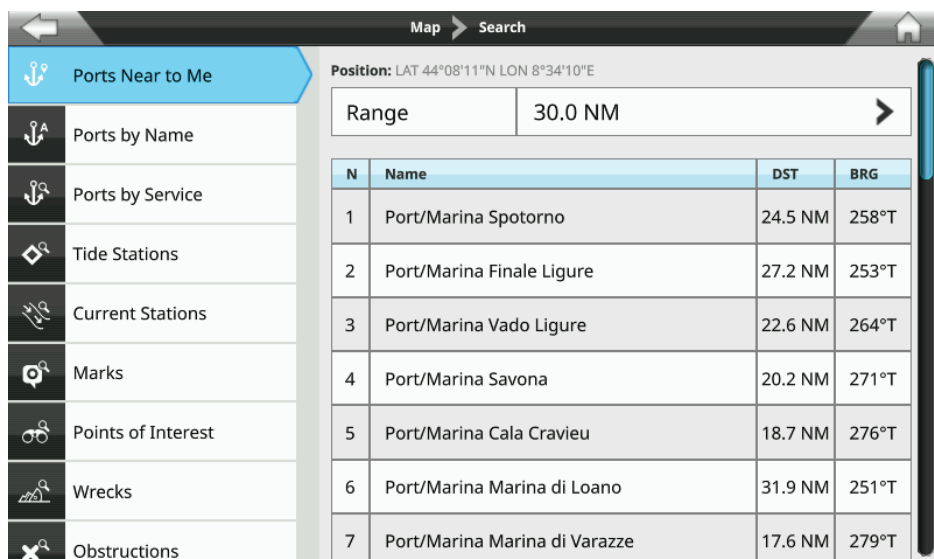 Map Search
Ports Near to Me
Ports by Name
Ports by Service
Tide Stations
Current Stations
Marks
Points of Interest
Wrecks
Obstructions
Position: LAT 44°08'11"N LON 8°34'10"E
Range 30.0 NM
N Name DST BRG
1 Port/Marina Spotorno 24.5 NM 258°T
2 Port/Marina Finale Ligure 27.2 NM 253°T
3 Port/Marina Vado Ligure 22.6 NM 264°T
4 Port/Marina Savona 20.2 NM 271°T
5 Port/Marina Cala Cravieu 18.7 NM 276°T
6 Port/Marina Marina di Loano 31.9 NM 251°T
7 Port/Marina Marina di Varazze 17.6 NM 279°T